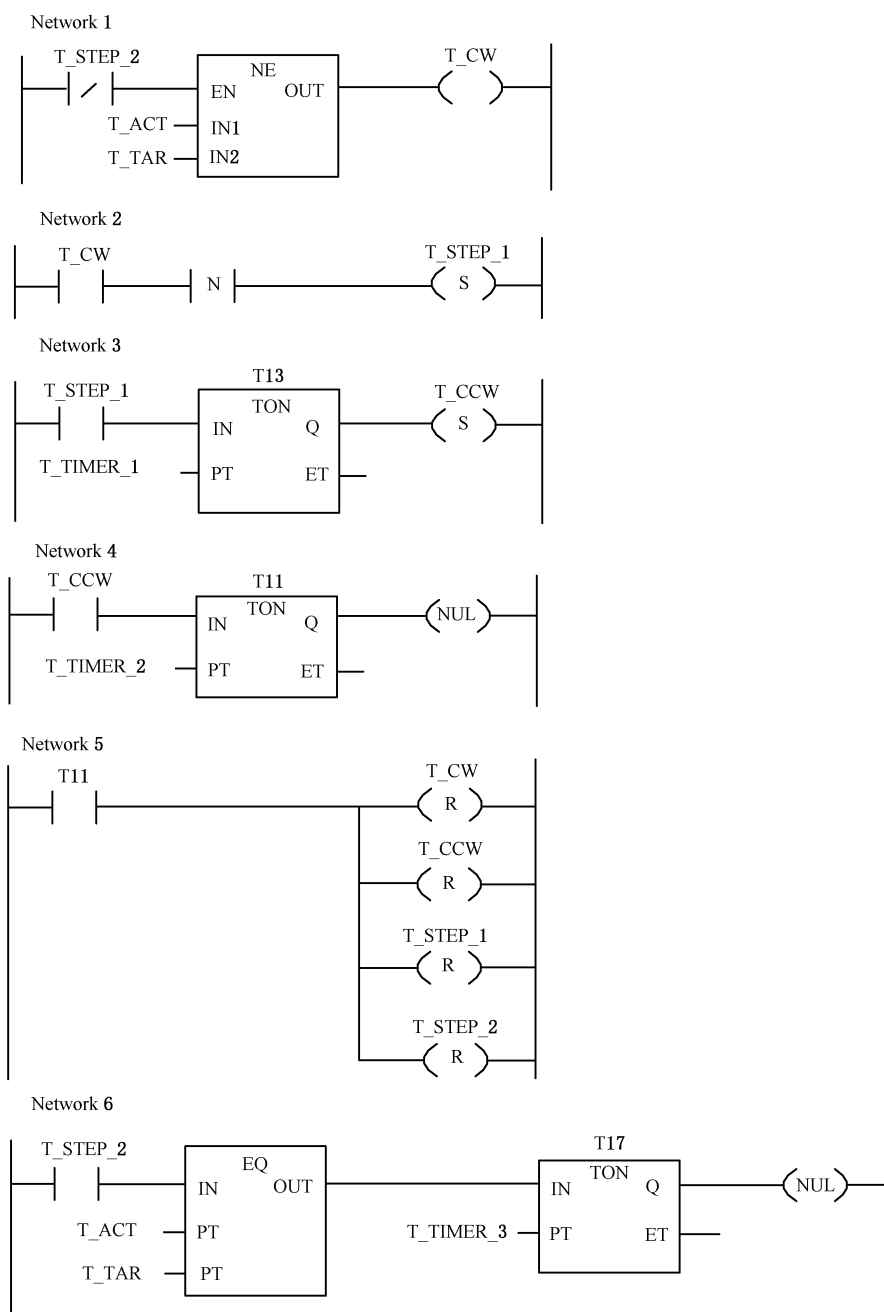 Network 1
T_STEP_2
T_CW
NE
EN OUT
T_ACT IN1
T_TAR IN2
Network 2
T_CW
T_STEP_1
N
S
Network 3
T_STEP_1
T13
T_CCW
TON
IN Q
S
T_TIMER_1 PT ET
Network 4
T_CCW
T11
TON
IN Q
NUL
T_TIMER_2 PT ET
Network 5
T11
T_CW
R
T_CCW
R
T_STEP_1
R
T_STEP_2
R
Network 6
T_STEP_2
EQ
IN OUT
T17
TON
IN Q
NUL
T_ACT PT
T_TIMER_3 PT ET
T_TAR PT